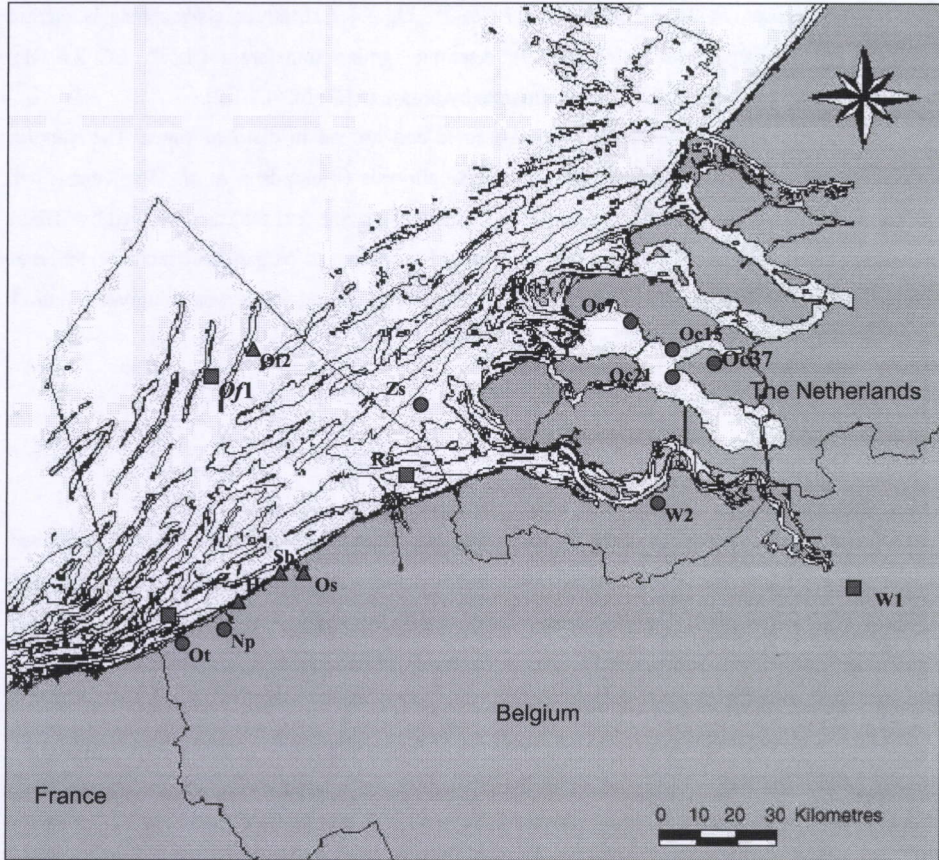 Oc7
Oc15
Of2
Oc37
Of1
Zs
Oc21
The Netherlands
Ra
W2
Sb
Os
W1
Np
Ot
Belgium
France
0 10 20 30 Kilometres